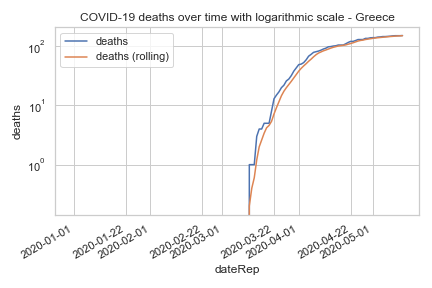 COVID-19 deaths over time with logarithmic scale - Greece
deaths
deaths (rolling)
10²
10¹
10⁰
deaths
2020-01-01
2020-01-22
2020-02-01
2020-02-22
2020-03-01
2020-03-22
2020-04-01
2020-04-22
2020-05-01
dateRep